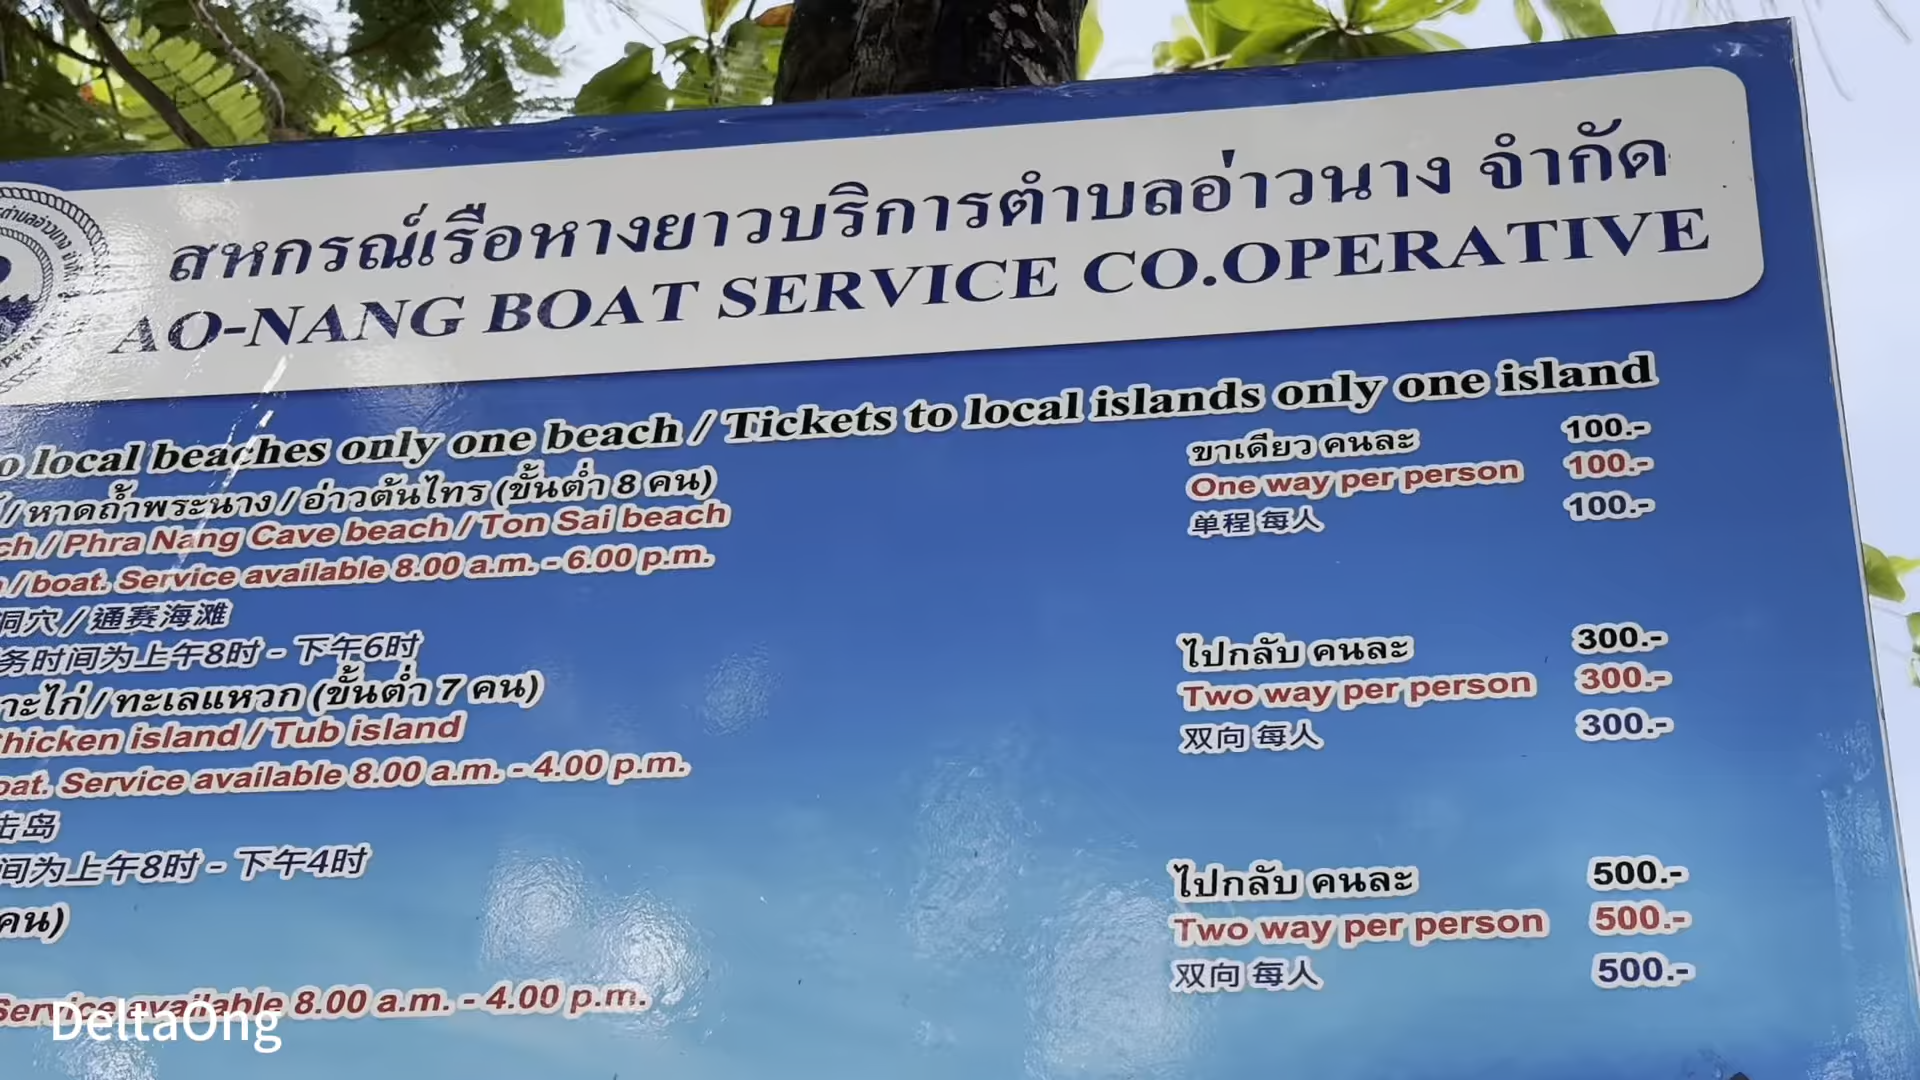 สหกรณ์เรือหางยาวบริการตำบลอ่าวนาง จำกัด
AO-NANG BOAT SERVICE CO.OPERATIVE
local beaches only one beach / Tickets to local islands only one island
/ หาดถ้ำพระนาง / อ่าวต้นไทร (ขั้นต่ำ 8 คน)
ขาเดียว คนละ 100.-
/ Phra Nang Cave beach / Ton Sai beach
One way per person 100.-
/ boat. Service available 8.00 a.m. - 6.00 p.m.
单程 每人 100.-
洞穴 / 通赛海滩
务时间为上午8时 - 下午6时
/ ทะเลแหวก (ขั้นต่ำ 7 คน)
ไปกลับ คนละ 300.-
hicken island / Tub island
Two way per person 300.-
oat. Service available 8.00 a.m. - 4.00 p.m.
双向 每人 300.-
岛
间为上午8时 - 下午4时
คน)
ไปกลับ คนละ 500.-
Two way per person 500.-
Service available 8.00 a.m. - 4.00 p.m.
双向 每人 500.-
DeltaOng